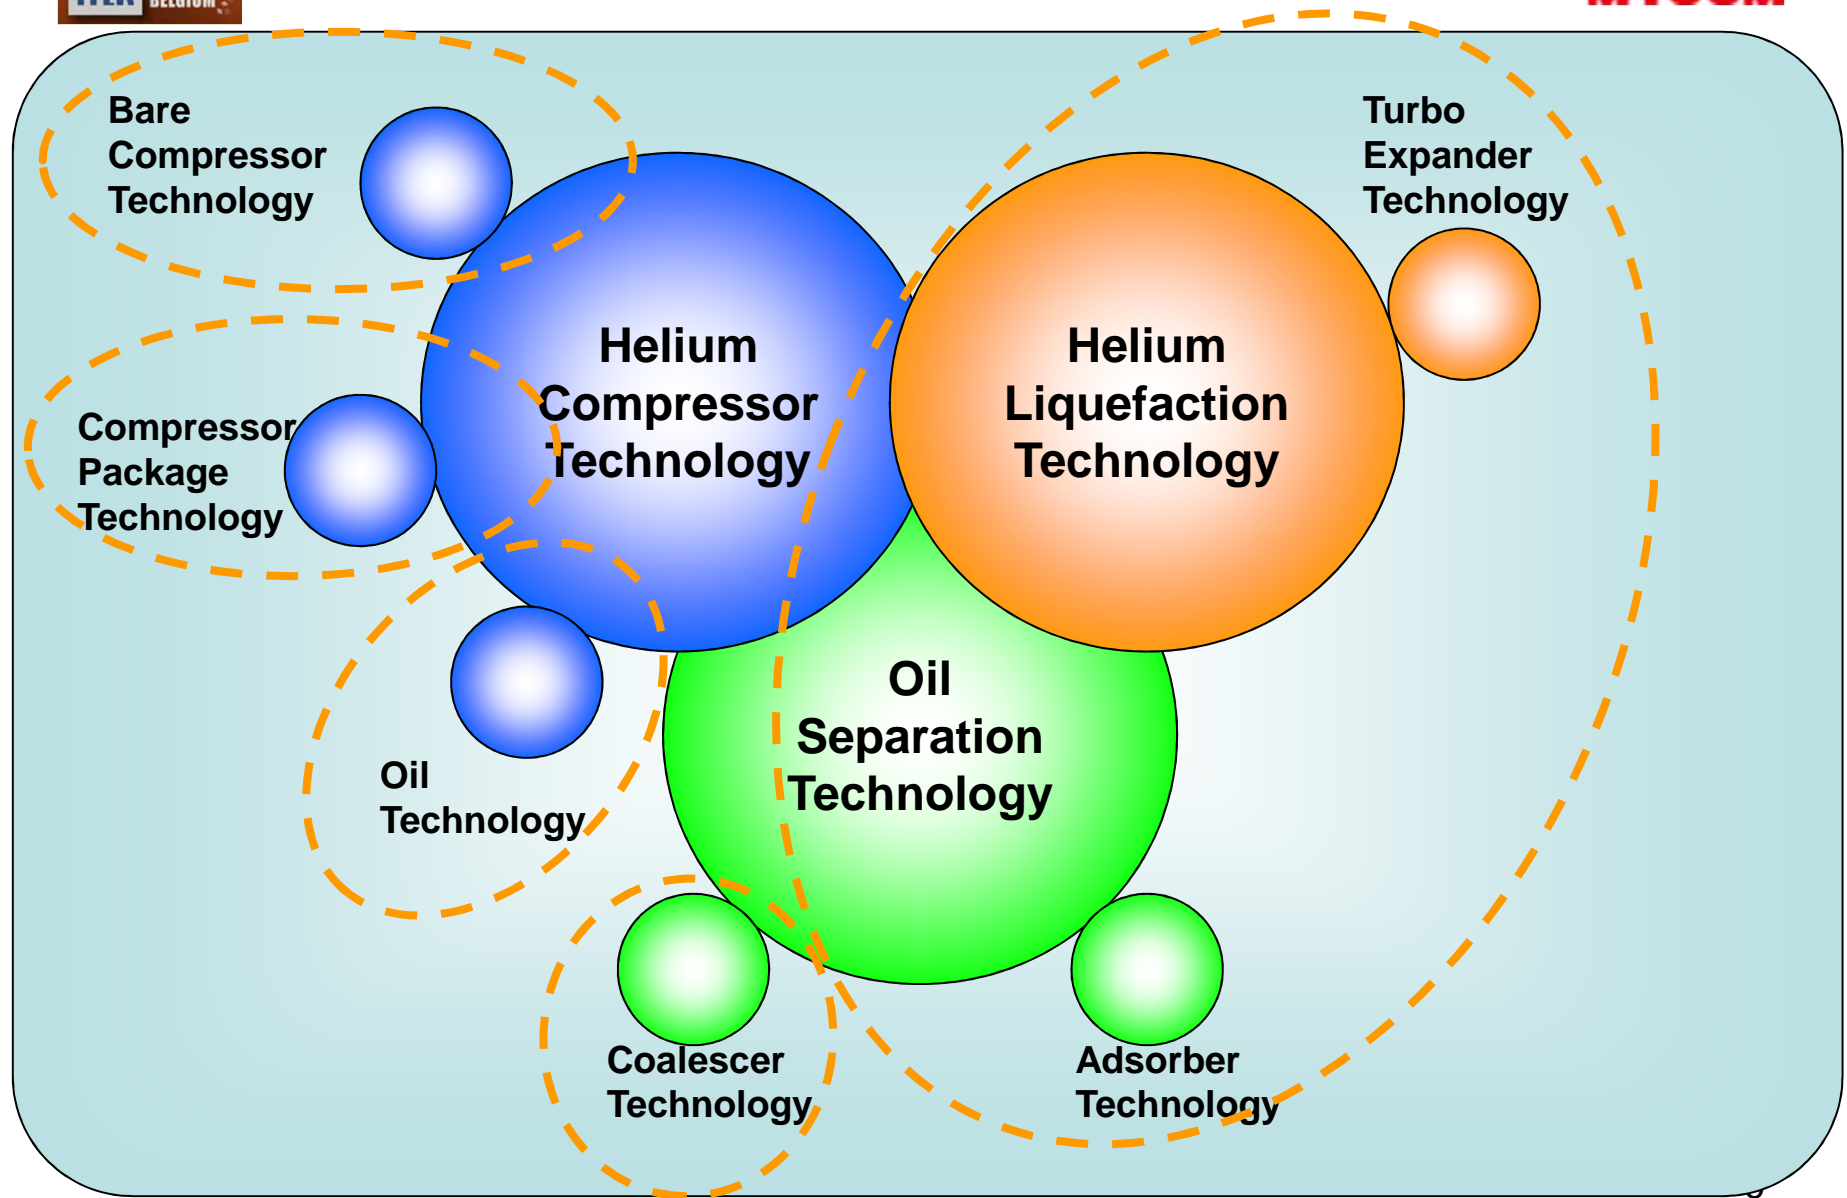 BELGIUM
Bare
Compressor
Technology
Turbo
Expander
Technology
Helium
Compressor
Technology
Helium
Liquefaction
Technology
Compressor
Package
Technology
Oil
Separation
Technology
Oil
Technology
Coalescer
Technology
Adsorber
Technology